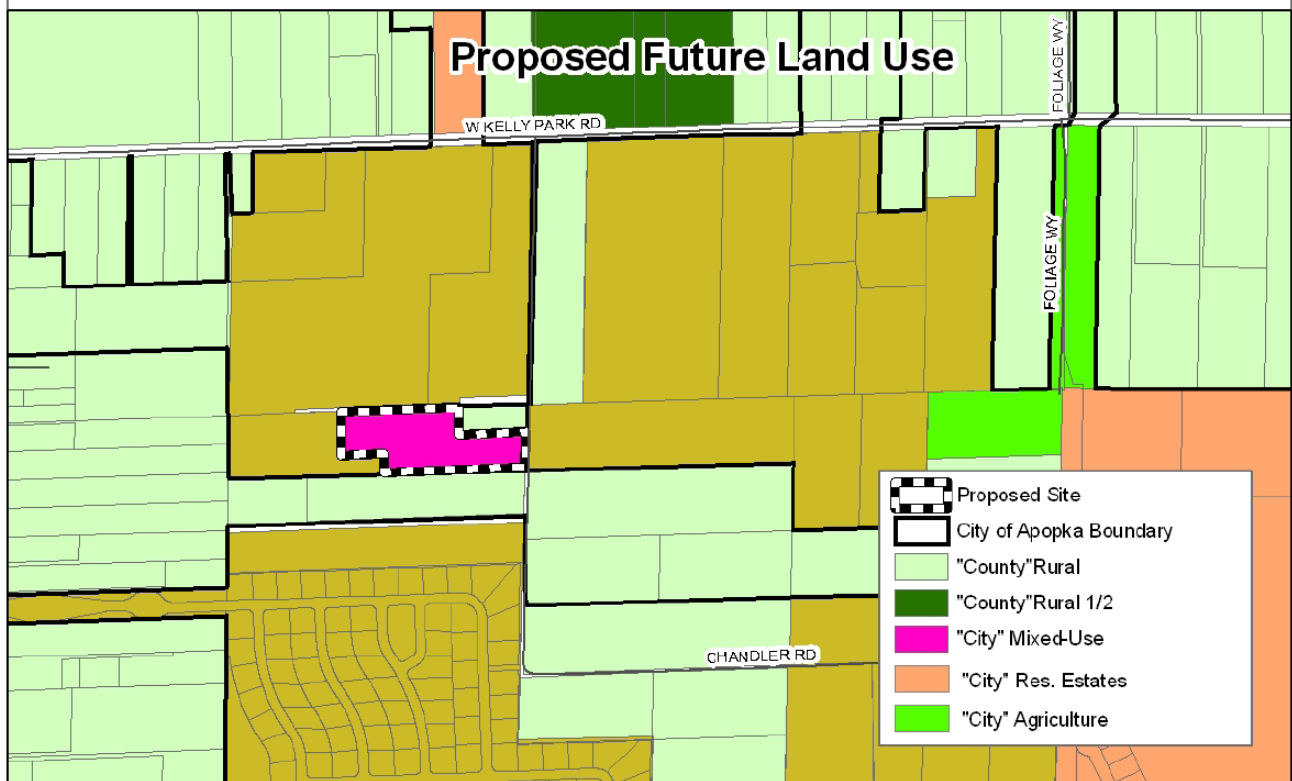 Proposed Future Land Use
FOLIAGE WY
W KELLY PARK RD
FOLIAGE WY
Proposed Site
City of Apopka Boundary
"County"Rural
"County"Rural 1/2
"City" Mixed-Use
"City" Res. Estates
"City" Agriculture
CHANDLER RD